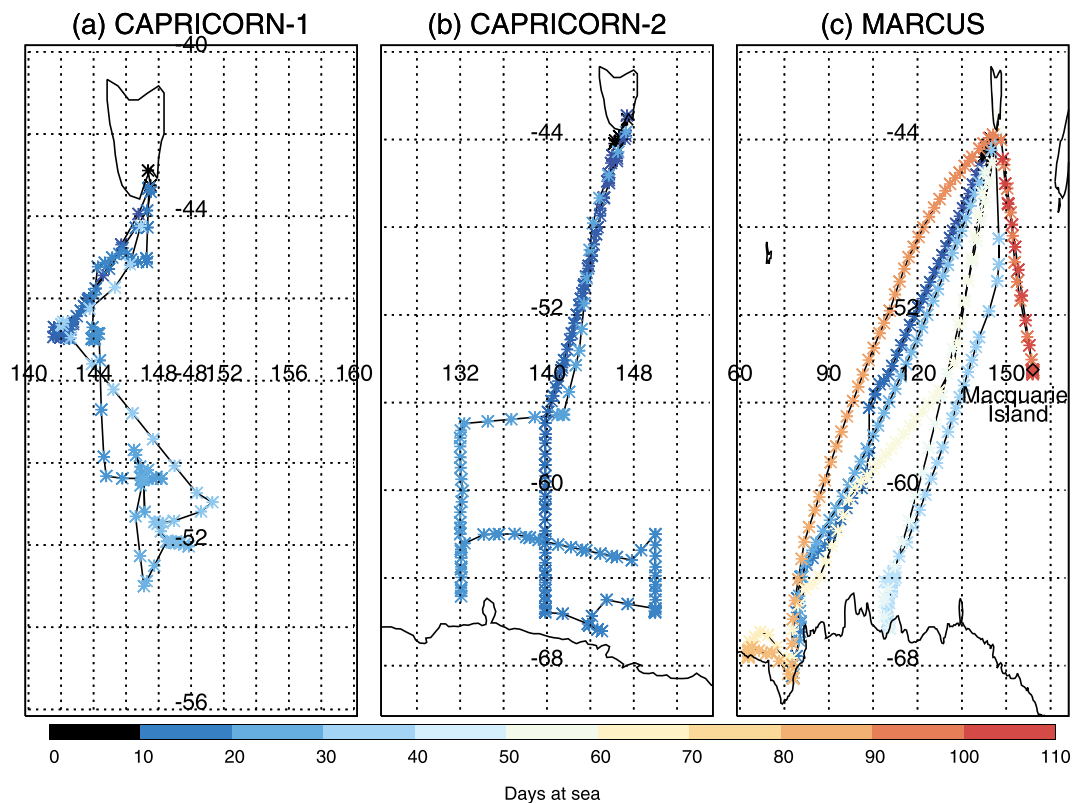 (a) CAPRICORN-1
(b) CAPRICORN-2
(c) MARCUS
-40
-44
140 144 148 -48 152 156 160
-52
-56
-44
-52
132 140 148
-60
-68
-44
-52
60 90 120 150
Macquarie
Island
-60
-68
0 10 20 30 40 50 60 70 80 90 100 110
Days at sea